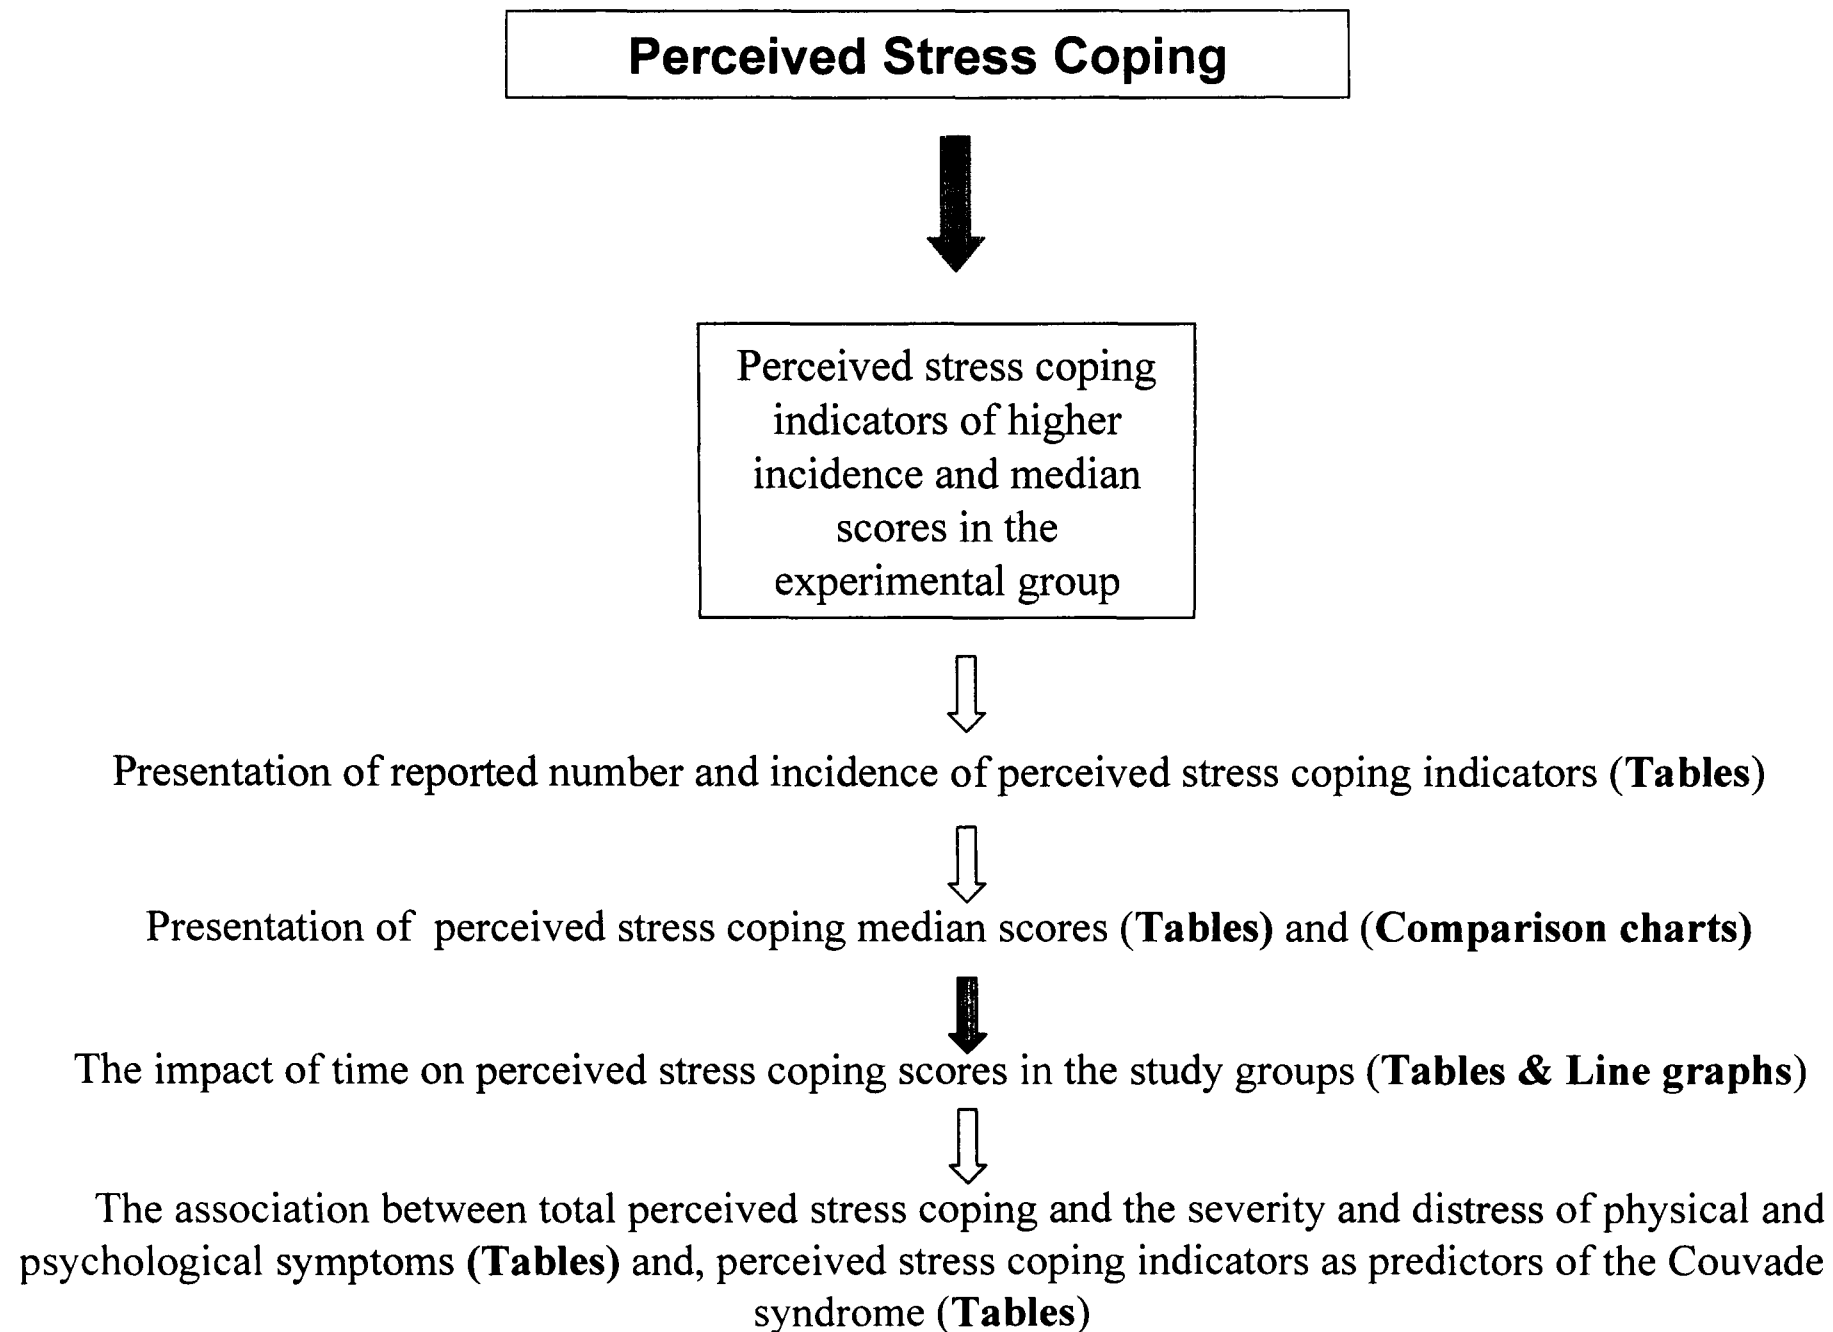 Perceived Stress Coping
Perceived stress coping
indicators of higher
incidence and median
scores in the
experimental group
Presentation of reported number and incidence of perceived stress coping indicators (Tables)
Presentation of perceived stress coping median scores (Tables) and (Comparison charts)
The impact of time on perceived stress coping scores in the study groups (Tables & Line graphs)
The association between total perceived stress coping and the severity and distress of physical and
psychological symptoms (Tables) and, perceived stress coping indicators as predictors of the Couvade
syndrome (Tables)